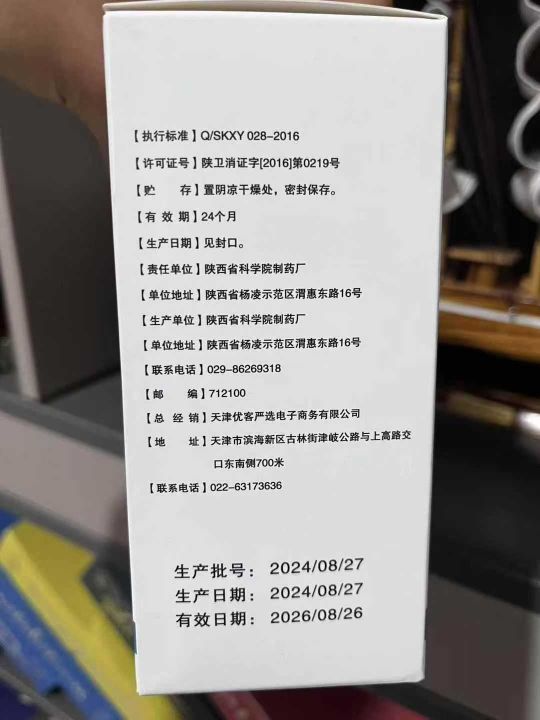 【执行标准】Q/SKXY 028-2016
【许可证号】陕卫消证字[2016]第0219号
【贮 存】置阴凉干燥处，密封保存。
【有 效 期】24个月
【生产日期】见封口。
【责任单位】陕西省科学院制药厂
【单位地址】陕西省杨凌示范区渭惠东路16号
【生产单位】陕西省科学院制药厂
【单位地址】陕西省杨凌示范区渭惠东路16号
【联系电话】029-86269318
【邮 编】712100
【总 经 销】天津优客严选电子商务有限公司
【地 址】天津市滨海新区古林街津岐公路与上高路交
口东南侧700米
【联系电话】022-63173636
生产批号： 2024/08/27
生产日期： 2024/08/27
有效日期： 2026/08/26